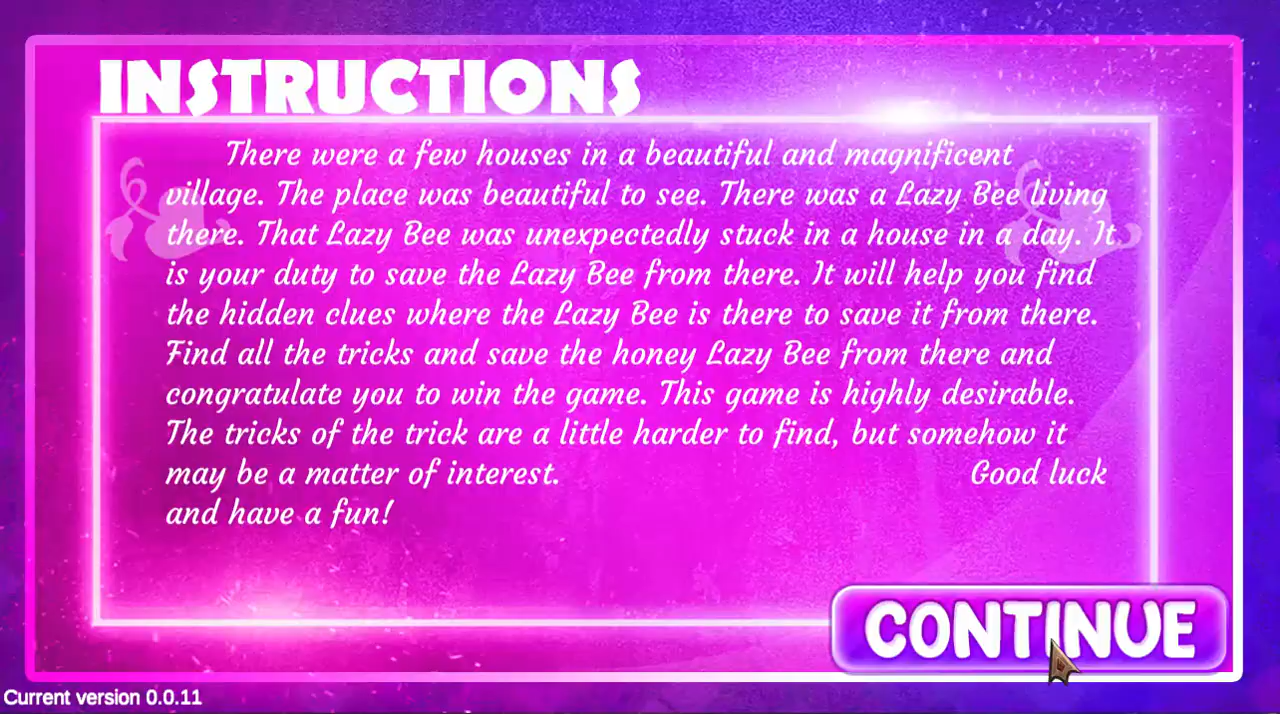 INSTRUCTIONS
There were a few houses in a beautiful and magnificent
village. The place was beautiful to see. There was a Lazy Bee living
there. That Lazy Bee was unexpectedly stuck in a house in a day. It
is your duty to save the Lazy Bee from there. It will help you find
the hidden clues where the Lazy Bee is there to save it from there.
Find all the tricks and save the honey Lazy Bee from there and
congratulate you to win the game. This game is highly desirable.
The tricks of the trick are a little harder to find, but somehow it
may be a matter of interest. Good luck
and have a fun!
CONTINUE
Current version 0.0.11